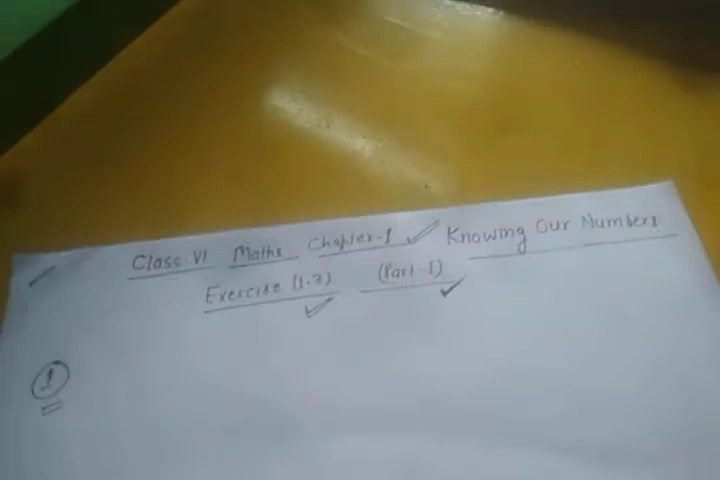 Class VI Maths Chapter-1 Knowing Our Numbers
Exercise (1.3) (Part-1)
1